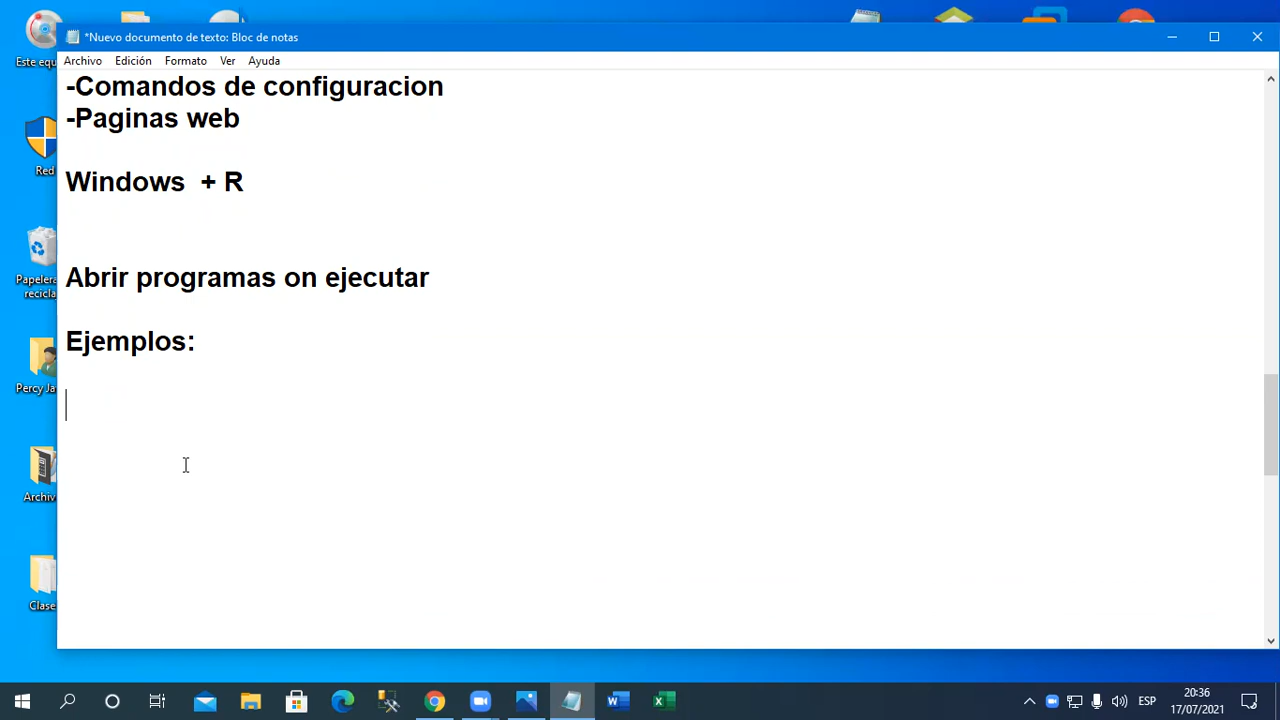 *Nuevo documento de texto: Bloc de notas
Archivo Edición Formato Ver Ayuda
-Comandos de configuracion
-Paginas web
Windows  + R
Abrir programas on ejecutar
Ejemplos:
Este equ
Red
Papelera
recicla
Percy Ja
Archiv
Clase
ESP
20:36
17/07/2021